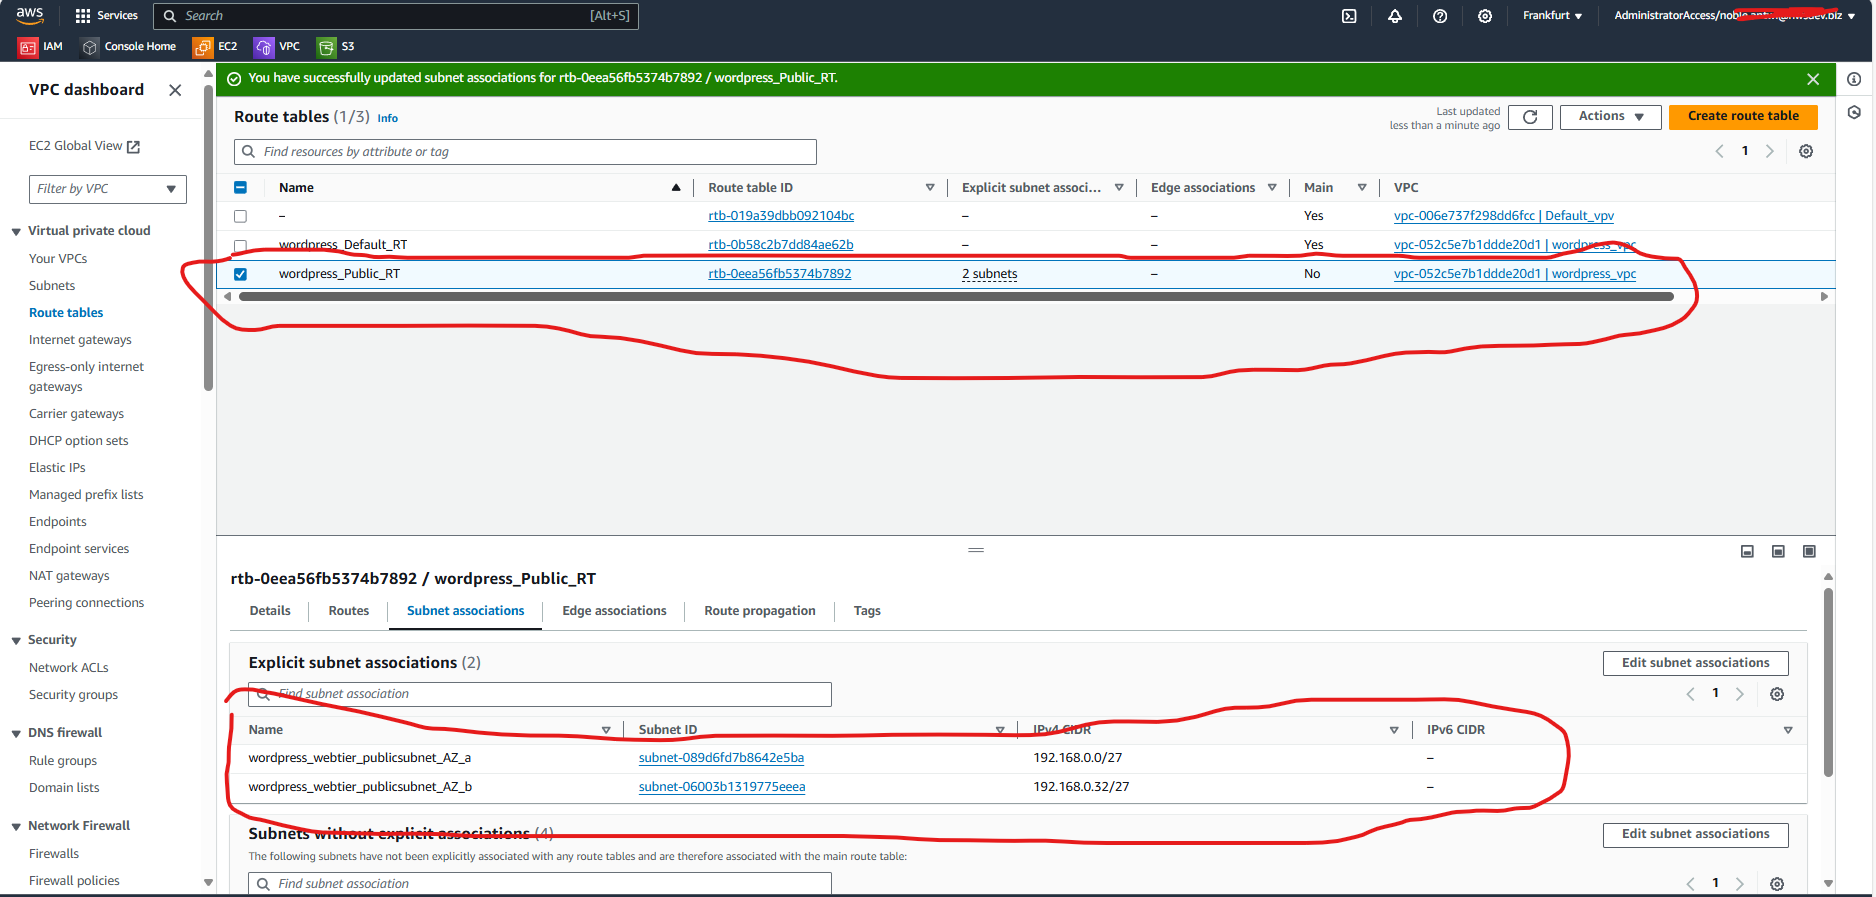 aws Services Search [Alt+S] Frankfurt ▼ AdministratorAccess/ .biz ▼
IAM Console Home EC2 VPC S3
VPC dashboard
EC2 Global View
Filter by VPC
Virtual private cloud
Your VPCs
Subnets
Route tables
Internet gateways
Egress-only internet
gateways
Carrier gateways
DHCP option sets
Elastic IPs
Managed prefix lists
Endpoints
Endpoint services
NAT gateways
Peering connections
Security
Network ACLs
Security groups
DNS firewall
Rule groups
Domain lists
Network Firewall
Firewalls
Firewall policies
You have successfully updated subnet associations for rtb-0eea56fb5374b7892 / wordpress_Public_RT.
Route tables (1/3) Info
Last updated
less than a minute ago
Actions ▼ Create route table
Find resources by attribute or tag
1
Name Route table ID Explicit subnet associ... Edge associations Main VPC
– rtb-019a39dbb092104bc – – Yes vpc-006e737f298dd6fcc | Default_vpv
wordpress_Default_RT rtb-0b58c2b7dd84ae62b – – Yes vpc-052c5e7b1ddde20d1 | wordpress_vpc
wordpress_Public_RT rtb-0eea56fb5374b7892 2 subnets – No vpc-052c5e7b1ddde20d1 | wordpress_vpc
rtb-0eea56fb5374b7892 / wordpress_Public_RT
Details Routes Subnet associations Edge associations Route propagation Tags
Explicit subnet associations (2)
Edit subnet associations
Find subnet association
1
Name Subnet ID IPv4 CIDR IPv6 CIDR
wordpress_webtier_publicsubnet_AZ_a subnet-089d6fd7b8642e5ba 192.168.0.0/27 –
wordpress_webtier_publicsubnet_AZ_b subnet-06003b1319775eeea 192.168.0.32/27 –
Subnets without explicit associations (4)
Edit subnet associations
The following subnets have not been explicitly associated with any route tables and are therefore associated with the main route table:
Find subnet association
1